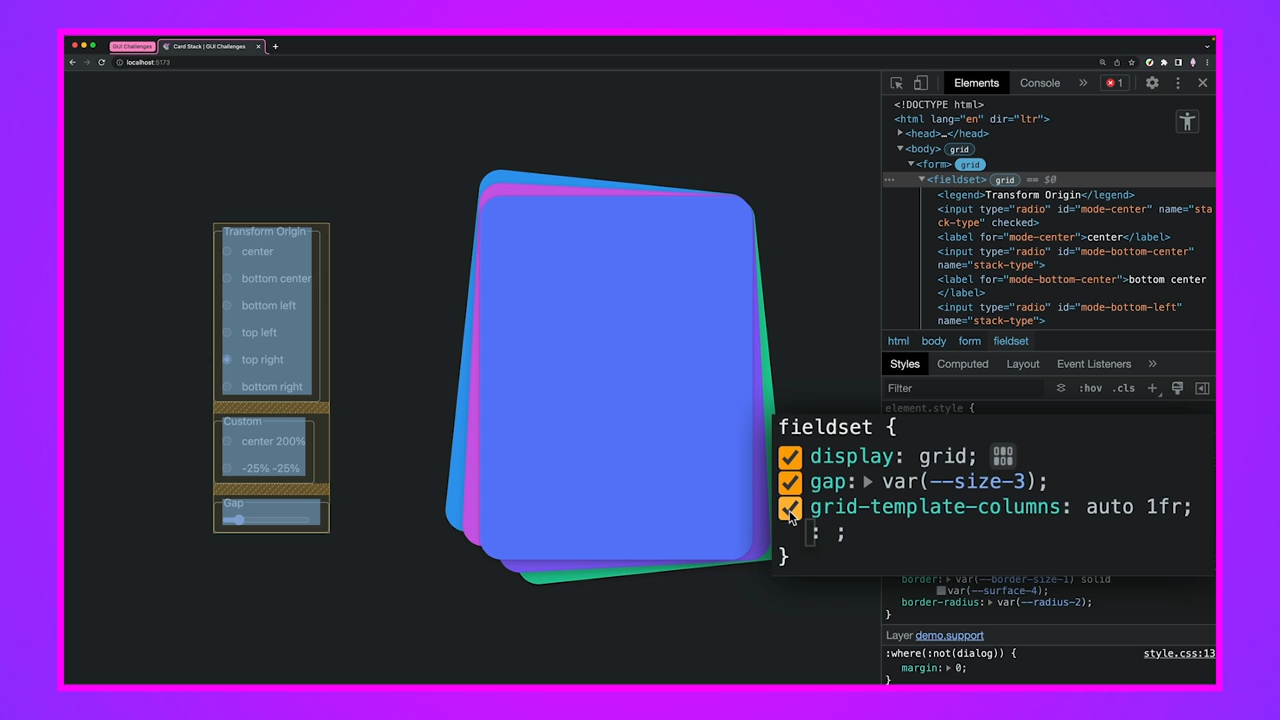 GUI Challenges
Card Stack | GUI Challenges
localhost:5173
Transform Origin
center
bottom center
bottom left
top left
top right
bottom right
Custom
center 200%
-25% -25%
Gap
Elements
Console
1
<!DOCTYPE html>
<html lang="en" dir="ltr">
<head>…</head>
<body> grid
<form> grid
<fieldset> grid == $0
<legend>Transform Origin</legend>
<input type="radio" id="mode-center" name="sta
ck-type" checked>
<label for="mode-center">center</label>
<input type="radio" id="mode-bottom-center"
name="stack-type">
<label for="mode-bottom-center">bottom center
</label>
<input type="radio" id="mode-bottom-left"
name="stack-type">
html body form fieldset
Styles Computed Layout Event Listeners
Filter :hov .cls
element.style {
fieldset {
display: grid;
gap: var(--size-3);
grid-template-columns: auto 1fr;
: ;
}
border: var(--border-size-1) solid
var(--surface-4);
border-radius: var(--radius-2);
}
Layer demo.support
:where(:not(dialog)) { style.css:13
margin: 0;
}